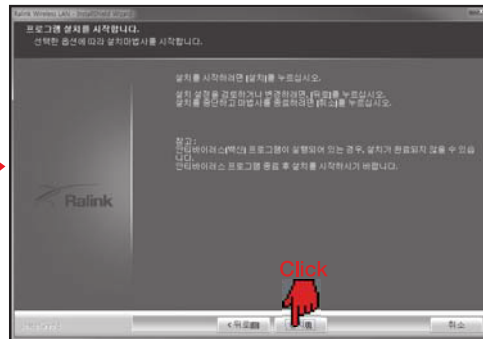 Ralink Wireless LAN - InstallShield Wizard
프로그램 설치를 시작합니다.
선택한 옵션에 따라 설치마법사를 시작합니다.
설치를 시작하려면 [설치]를 누르십시오.
설치 설정을 검토하거나 변경하려면, [뒤로]를 누르십시오.
설치를 중단하고 마법사를 종료하려면 [취소]를 누르십시오.
참고 :
안티바이러스(백신) 프로그램이 실행되어 있는 경우, 설치가 완료되지 않을 수 있습
니다.
안티바이러스 프로그램 종료 후 설치를 시작하시기 바랍니다.
Ralink
Click
InstallShield
< 뒤로
취소